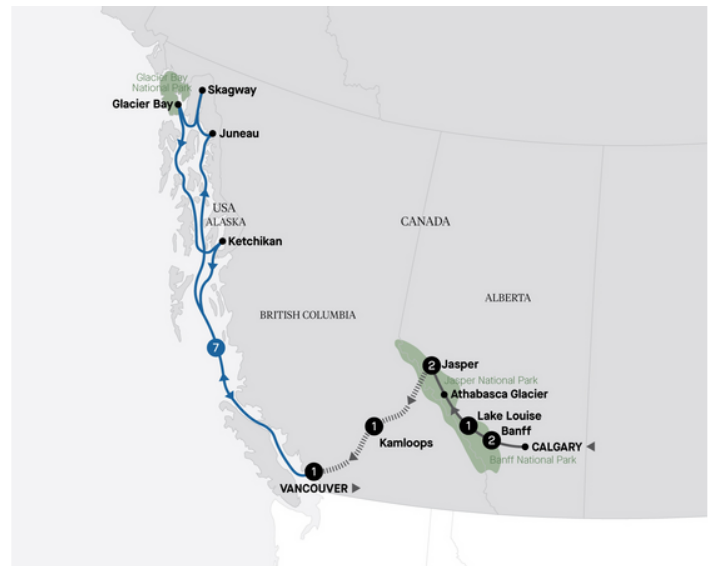 Glacier Bay
National Park
Skagway
Glacier Bay
Juneau
USA
ALASKA
CANADA
Ketchikan
ALBERTA
BRITISH COLUMBIA
7
2
Jasper
Jasper National Park
Athabasca Glacier
1
Lake Louise
1
Kamloops
2
Banff
CALGARY
Banff National Park
1
VANCOUVER